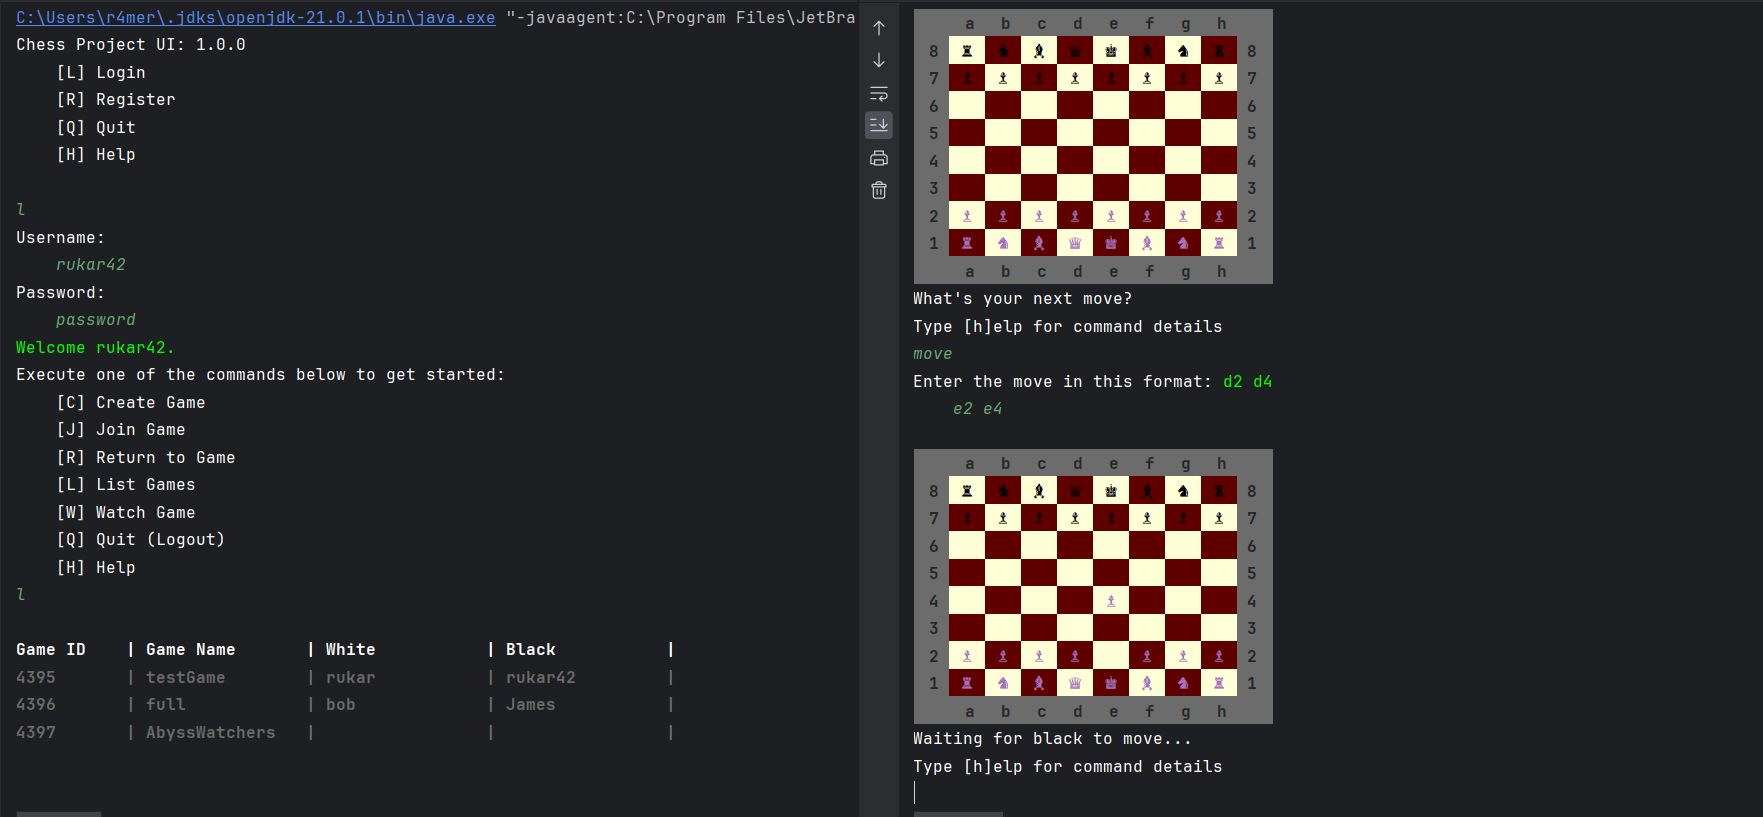 C:\Users\r4mer\.jdks\openjdk-21.0.1\bin\java.exe "-javaagent:C:\Program Files\JetBra
Chess Project UI: 1.0.0
[L] Login
[R] Register
[Q] Quit
[H] Help
l
Username:
rukar42
Password:
password
Welcome rukar42.
Execute one of the commands below to get started:
[C] Create Game
[J] Join Game
[R] Return to Game
[L] List Games
[W] Watch Game
[Q] Quit (Logout)
[H] Help
l
Game ID | Game Name | White | Black |
4395 | testGame | rukar | rukar42 |
4396 | full | bob | James |
4397 | AbyssWatchers | | |
a b c d e f g h
8 ♜ ♞ ♝ ♛ ♚ ♝ ♞ ♜ 8
7 ♟ ♟ ♟ ♟ ♟ ♟ ♟ ♟ 7
6 6
5 5
4 4
3 3
2 ♟ ♟ ♟ ♟ ♟ ♟ ♟ ♟ 2
1 ♜ ♞ ♝ ♛ ♚ ♝ ♞ ♜ 1
a b c d e f g h
What's your next move?
Type [h]elp for command details
move
Enter the move in this format: d2 d4
e2 e4
a b c d e f g h
8 ♜ ♞ ♝ ♛ ♚ ♝ ♞ ♜ 8
7 ♟ ♟ ♟ ♟ ♟ ♟ ♟ ♟ 7
6 6
5 5
4 ♟ 4
3 3
2 ♟ ♟ ♟ ♟ ♟ ♟ ♟ 2
1 ♜ ♞ ♝ ♛ ♚ ♝ ♞ ♜ 1
a b c d e f g h
Waiting for black to move...
Type [h]elp for command details